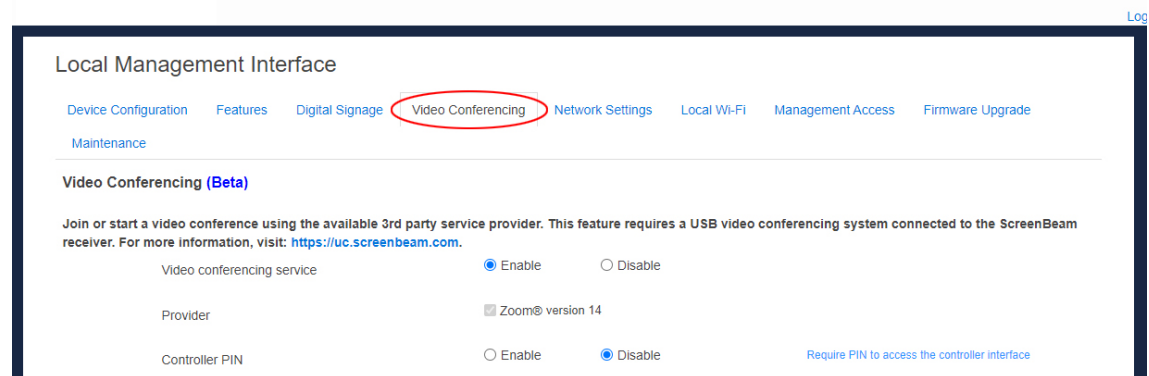 Log
Local Management Interface
Device Configuration Features Digital Signage Video Conferencing Network Settings Local Wi-Fi Management Access Firmware Upgrade
Maintenance
Video Conferencing (Beta)
Join or start a video conference using the available 3rd party service provider. This feature requires a USB video conferencing system connected to the ScreenBeam
receiver. For more information, visit: https://uc.screenbeam.com.
Video conferencing service Enable Disable
Provider Zoom® version 14
Controller PIN Enable Disable Require PIN to access the controller interface